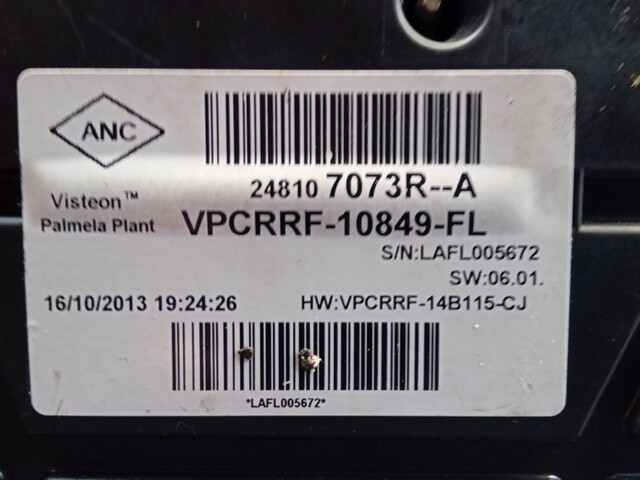 ANC
Visteon™
Palmela Plant
24810 7073R--A
VPCRRF-10849-FL
S/N:LAFL005672
SW:06.01.
16/10/2013 19:24:26
HW:VPCRRF-14B115-CJ
*LAFL005672*